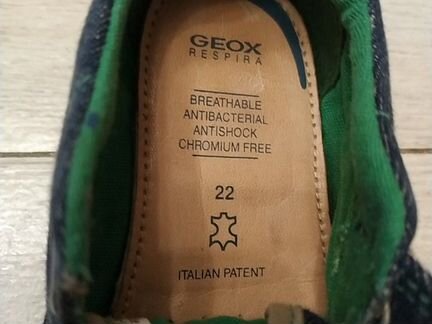 GEOX
RESPIRA
BREATHABLE
ANTIBACTERIAL
ANTISHOCK
CHROMIUM FREE
22
ITALIAN PATENT